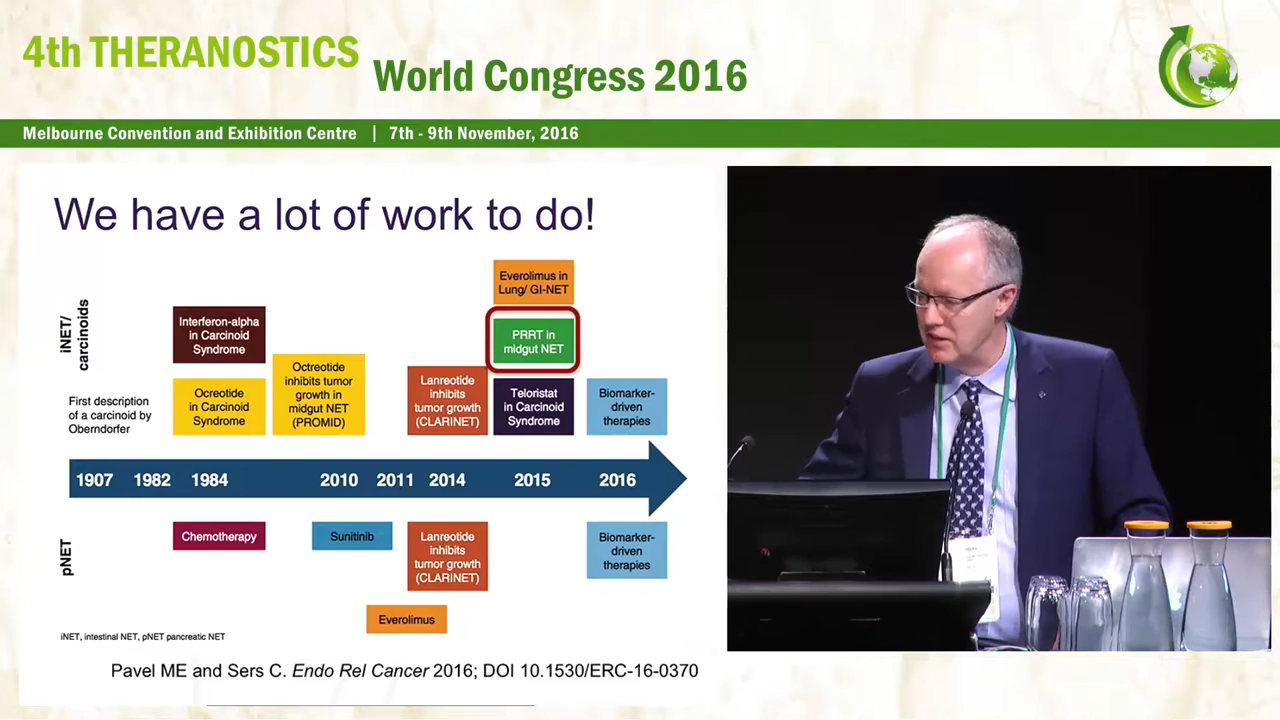 4th THERANOSTICS
World Congress 2016
Melbourne Convention and Exhibition Centre | 7th - 9th November, 2016
We have a lot of work to do!
iNET/
carcinoids
Everolimus in
Lung/ GI-NET
Interferon-alpha
in Carcinoid
Syndrome
PRRT in
midgut NET
First description
of a carcinoid by
Oberndorfer
Ocreotide
in Carcinoid
Syndrome
Octreotide
inhibits tumor
growth in
midgut NET
(PROMID)
Lanreotide
inhibits
tumor growth
(CLARINET)
Teloristat
in Carcinoid
Syndrome
Biomarker-
driven
therapies
1907 1982 1984 2010 2011 2014 2015 2016
pNET
Chemotherapy
Sunitinib
Lanreotide
inhibits
tumor growth
(CLARINET)
Biomarker-
driven
therapies
Everolimus
iNET, intestinal NET, pNET pancreatic NET
Pavel ME and Sers C. Endo Rel Cancer 2016; DOI 10.1530/ERC-16-0370